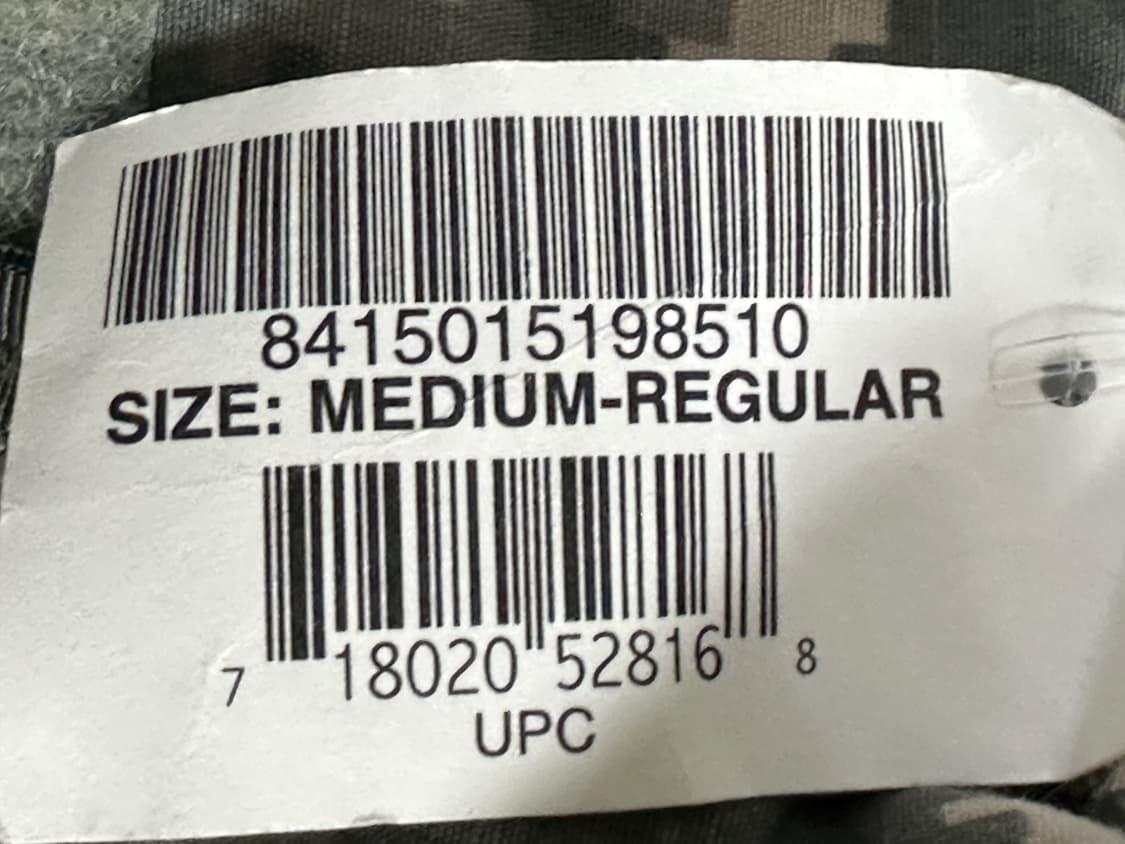 8415015198510
SIZE: MEDIUM-REGULAR
7 18020 52816 8
UPC